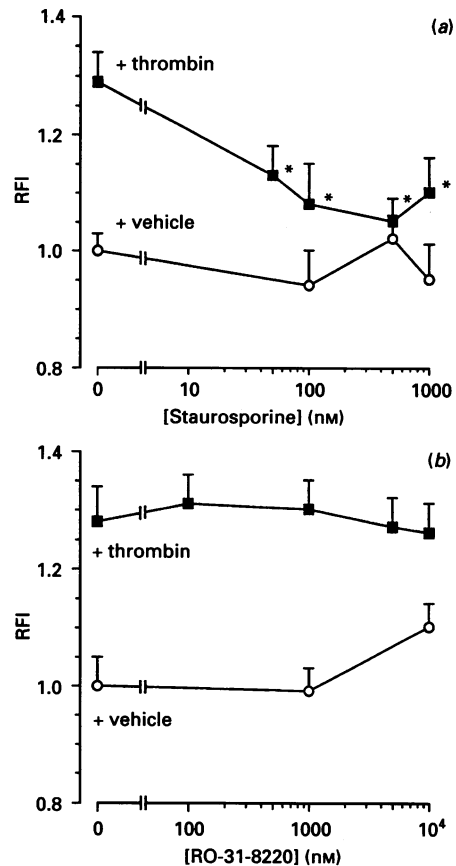 (a)
1.4
1.2
1.0
0.8
RFI
+ thrombin
*
*
*
*
+ vehicle
0
10
100
1000
[Staurosporine] (nM)
(b)
1.4
1.2
1.0
0.8
RFI
+ thrombin
+ vehicle
0
100
1000
10⁴
[RO-31-8220] (nM)